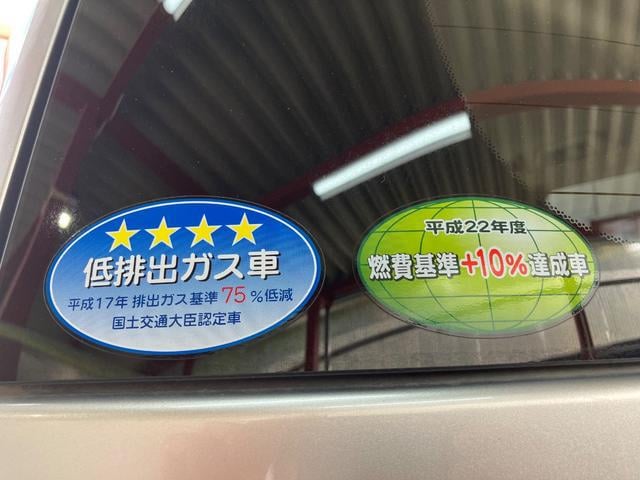 ★★★★
低排出ガス車
平成17年 排出ガス基準 75 %低減
国土交通大臣認定車
平成22年度
燃費基準+10%達成車